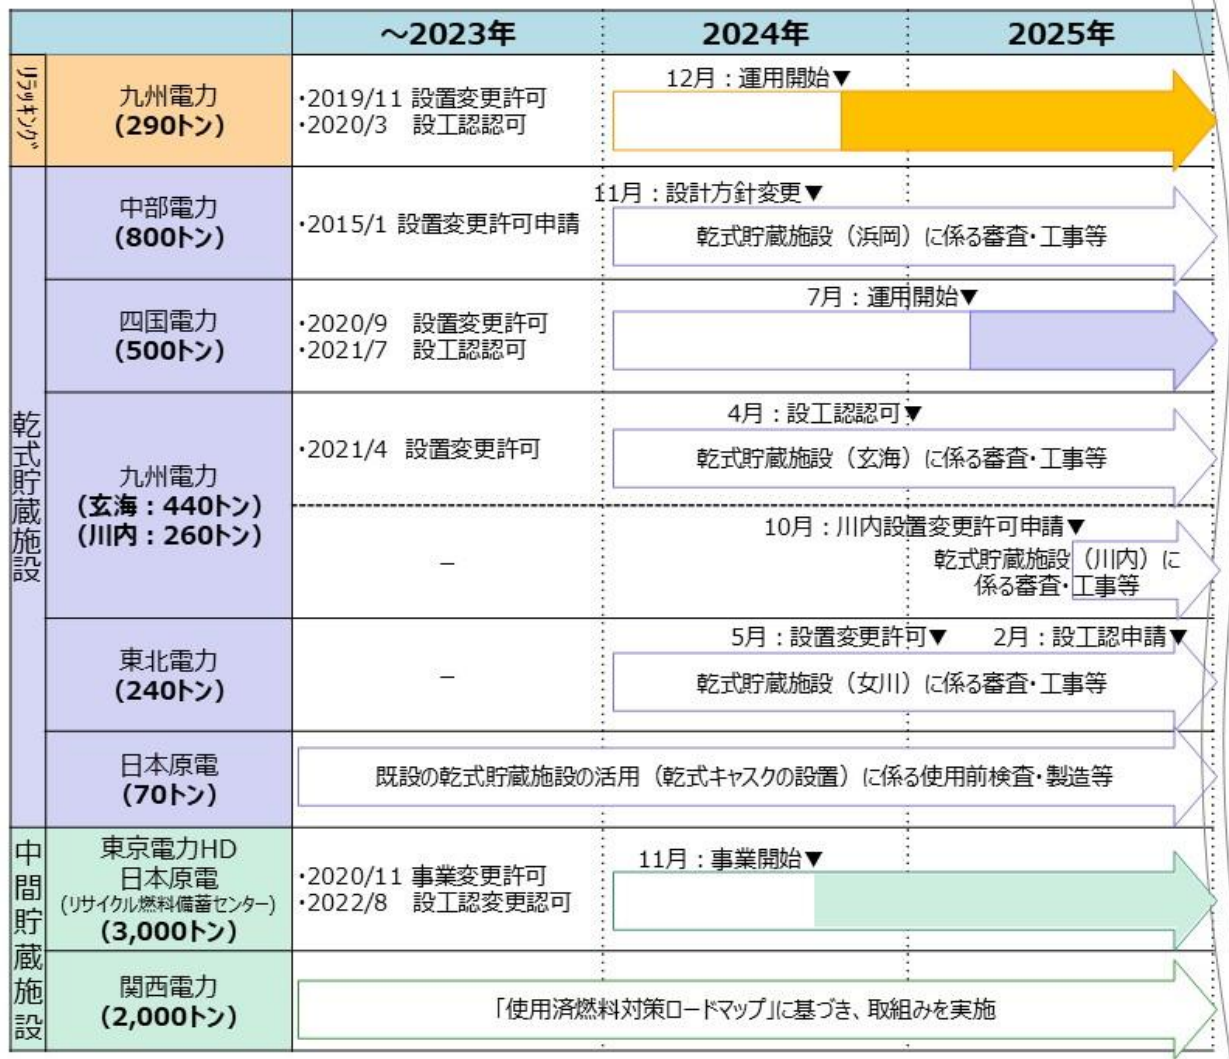 ～2023年
2024年
2025年
リラッキング
九州電力
(290トン)
・2019/11 設置変更許可
・2020/3 設工認認可
12月：運用開始▼
乾式貯蔵施設
中部電力
(800トン)
・2015/1 設置変更許可申請
11月：設計方針変更▼
乾式貯蔵施設（浜岡）に係る審査・工事等
四国電力
(500トン)
・2020/9 設置変更許可
・2021/7 設工認認可
7月：運用開始▼
九州電力
(玄海：440トン)
(川内：260トン)
・2021/4 設置変更許可
4月：設工認認可▼
乾式貯蔵施設（玄海）に係る審査・工事等
－
10月：川内設置変更許可申請▼
乾式貯蔵施設（川内）に
係る審査・工事等
東北電力
(240トン)
－
5月：設置変更許可▼
2月：設工認申請▼
乾式貯蔵施設（女川）に係る審査・工事等
日本原電
(70トン)
既設の乾式貯蔵施設の活用（乾式キャスクの設置）に係る使用前検査・製造等
中間貯蔵施設
東京電力HD
日本原電
(リサイクル燃料備蓄センター)
(3,000トン)
・2020/11 事業変更許可
・2022/8 設工認変更認可
11月：事業開始▼
関西電力
(2,000トン)
「使用済燃料対策ロードマップ」に基づき、取組みを実施